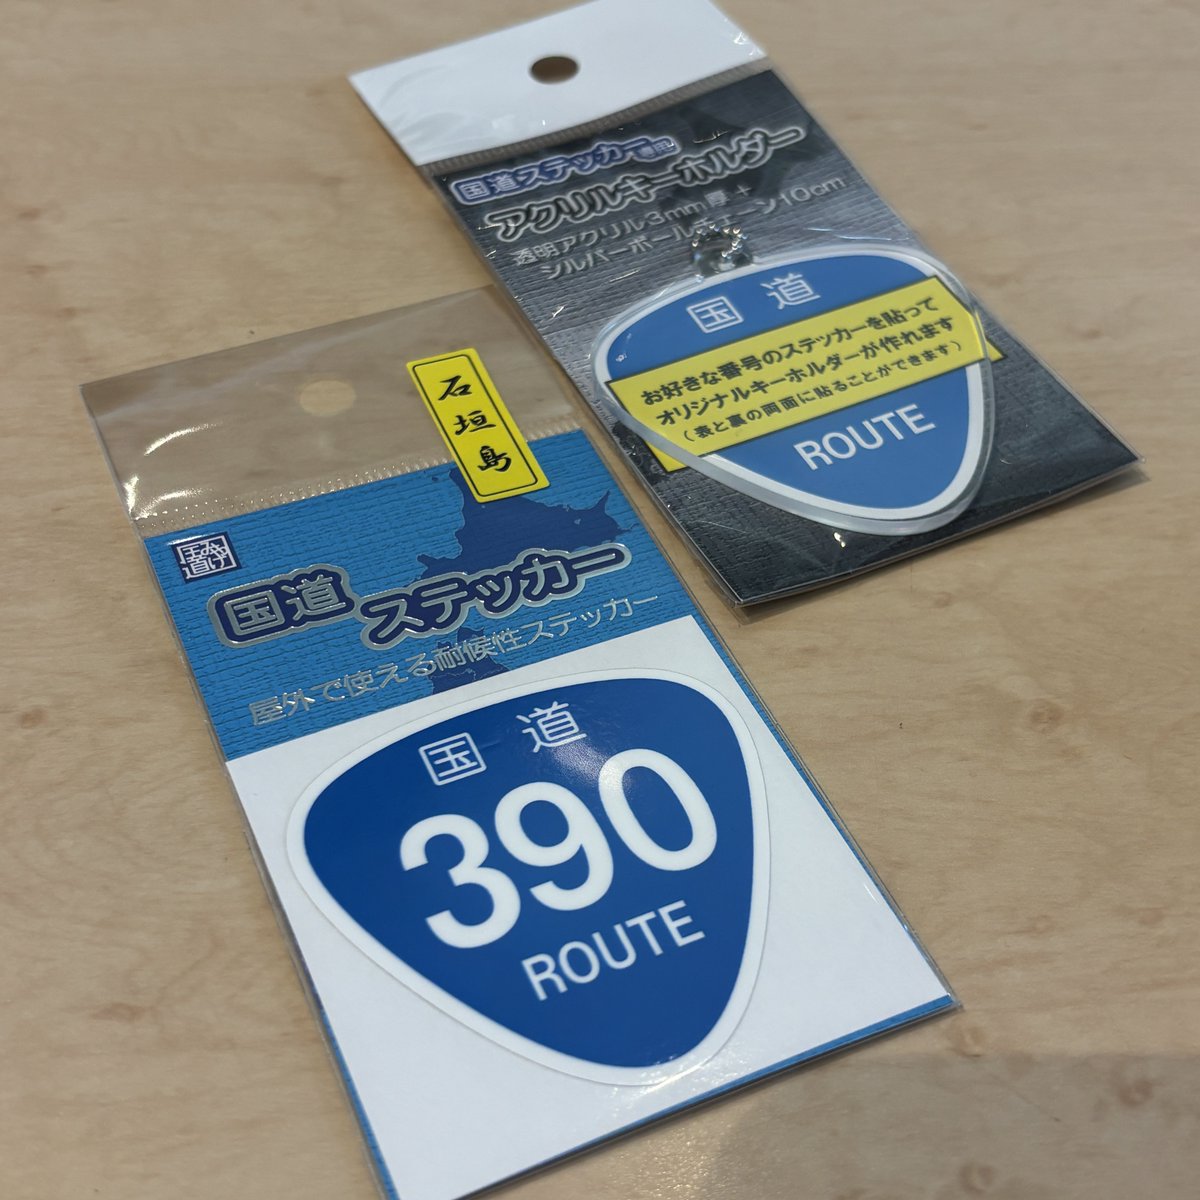 国道ステッカー専用
アクリルキーホルダー
透明アクリル3mm厚 +
シルバーボールチェーン10cm
国道
お好きな番号のステッカーを貼って
オリジナルキーホルダーが作れます
(表と裏の両面に貼ることができます)
ROUTE
石垣島
国道みやげ
国道
ステッカー
屋外で使える耐候性ステッカー
国道
390
ROUTE